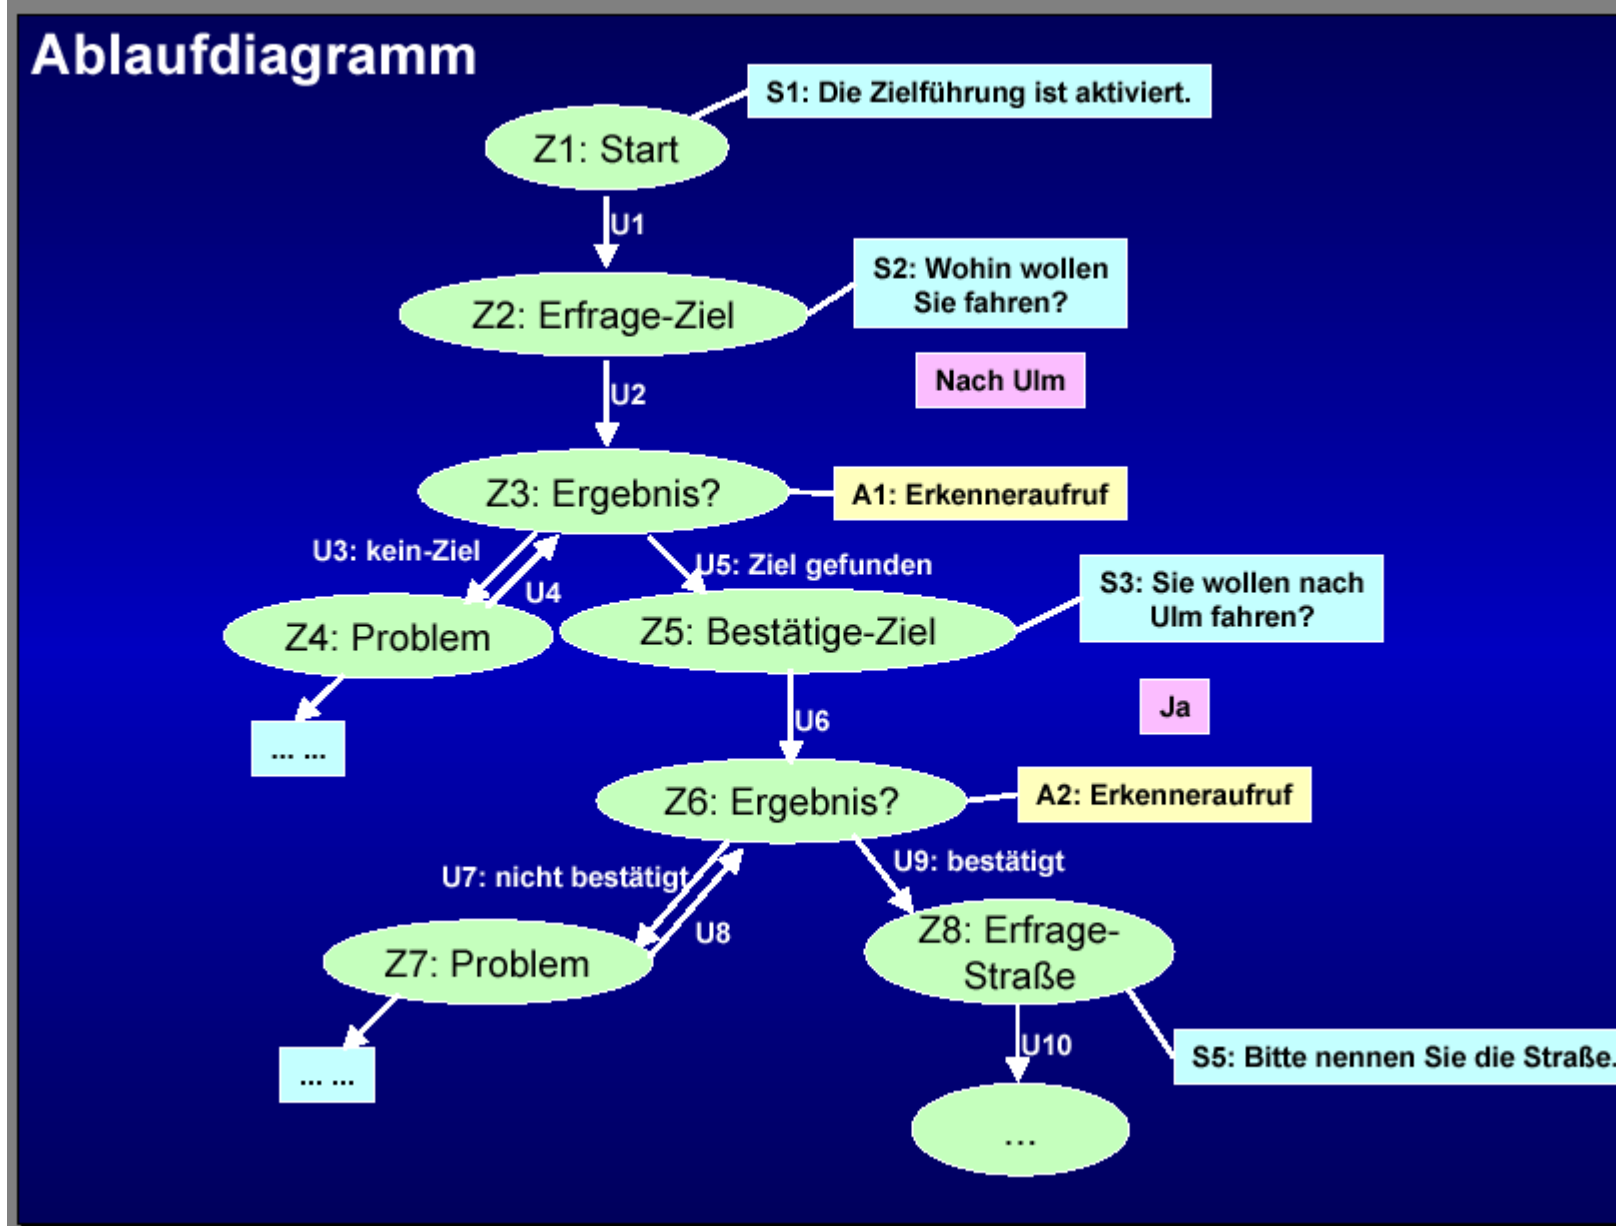 Ablaufdiagramm
S1: Die Zielführung ist aktiviert.
Z1: Start
U1
S2: Wohin wollen
Sie fahren?
Z2: Erfrage-Ziel
Nach Ulm
U2
Z3: Ergebnis?
A1: Erkenneraufruf
U3: kein-Ziel
U5: Ziel gefunden
U4
S3: Sie wollen nach
Ulm fahren?
Z4: Problem
Z5: Bestätige-Ziel
Ja
U6
... ...
Z6: Ergebnis?
A2: Erkenneraufruf
U7: nicht bestätigt
U9: bestätigt
U8
Z7: Problem
Z8: Erfrage-
Straße
U10
S5: Bitte nennen Sie die Straße.
... ...
...